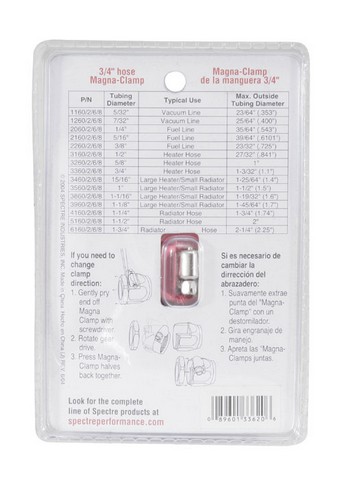 3/4" hose
Magna-Clamp
Magna-Clamp
de la manguera 3/4"
P/N Tubing Diameter Typical Use Max. Outside Tubing Diameter
1160/2/6/8 5/32" Vacuum Line 23/64" (.353")
1260/2/6/8 7/32" Vacuum Line 25/64" (.400")
2060/2/6/8 1/4" Fuel Line 35/64" (.543")
2160/2/6/8 5/16" Fuel Line 39/64" (.6101")
2260/2/6/8 3/8" Fuel Line 23/32" (.725")
3160/2/6/8 1/2" Heater Hose 27/32" (.841")
3260/2/6/8 5/8" Heater Hose 1"
3360/2/6/8 3/4" Heater Hose 1-3/32" (1.1")
3460/2/6/8 15/16" Large Heater/Small Radiator 1-25/64" (1.4")
3560/2/6/8 1" Large Heater/Small Radiator 1-1/2" (1.5")
3660/2/6/8 1-1/16" Large Heater/Small Radiator 1-19/32" (1.6")
3960/2/6/8 1-1/8" Large Heater/Small Radiator 1-45/64" (1.7")
4160/2/6/8 1-1/4" Radiator Hose 1-3/4" (1.74")
5160/2/6/8 1-1/2" Radiator Hose 2"
6160/2/6/8 1-3/4" Radiator Hose 2-1/4" (2.25")
If you need to
change
clamp
direction:
1. Gently pry
end off
Magna
Clamp with
screwdriver.
2. Rotate gear
drive.
3. Press Magna-
Clamp halves
back together.
Si es necesario de
cambiar la
dirección del
abrazadero:
1. Suavamente extrae
punta del "Magna-
Clamp" con un
destornilador.
2. Gira engranaje de
manejo.
3. Apreta las "Magna-
Clamps juntas.
Look for the complete
line of Spectre products at
spectreperformance.com
0 89601 33620 8